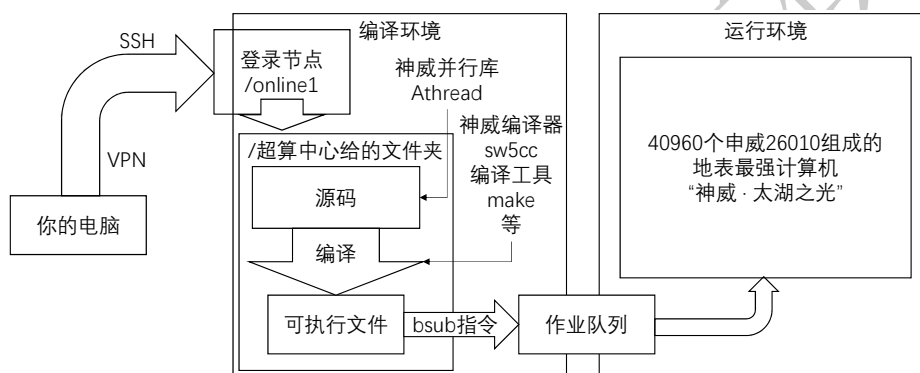 SSH
VPN
你的电脑
编译环境
登录节点
/online1
神威并行库
Athread
神威编译器
sw5cc
编译工具
make
等
/超算中心给的文件夹
源码
编译
可执行文件
bsub指令
作业队列
运行环境
40960个申威26010组成的
地表最强计算机
“神威 · 太湖之光”